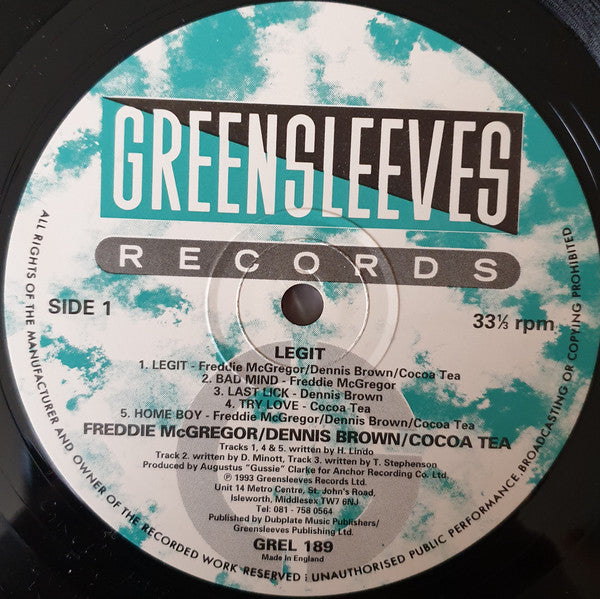 GREENSLEEVES
RECORDS
SIDE 1
33⅓ rpm
LEGIT
1. LEGIT - Freddie McGregor/Dennis Brown/Cocoa Tea
2. BAD MIND - Freddie McGregor
3. LAST LICK - Dennis Brown
4. TRY LOVE - Cocoa Tea
5. HOME BOY - Freddie McGregor/Dennis Brown/Cocoa Tea
FREDDIE McGREGOR/DENNIS BROWN/COCOA TEA
Tracks 1, 4 & 5. written by H. Lindo
Track 2. written by D. Minott, Track 3. written by T. Stephenson
Produced by Augustus "Gussie" Clarke for Anchor Recording Co. Ltd.
℗ 1993 Greensleeves Records Ltd.
Unit 14 Metro Centre, St. John's Road,
Isleworth, Middlesex TW7 6NJ
Tel: 081 - 758 0564
Published by Dubplate Music Publishers/
Greensleeves Publishing Ltd.
GREL 189
Made in England
ALL RIGHTS OF THE MANUFACTURER AND OWNER OF THE RECORDED WORK RESERVED : UNAUTHORISED PUBLIC PERFORMANCE. BROADCASTING OR COPYING PROHIBITED